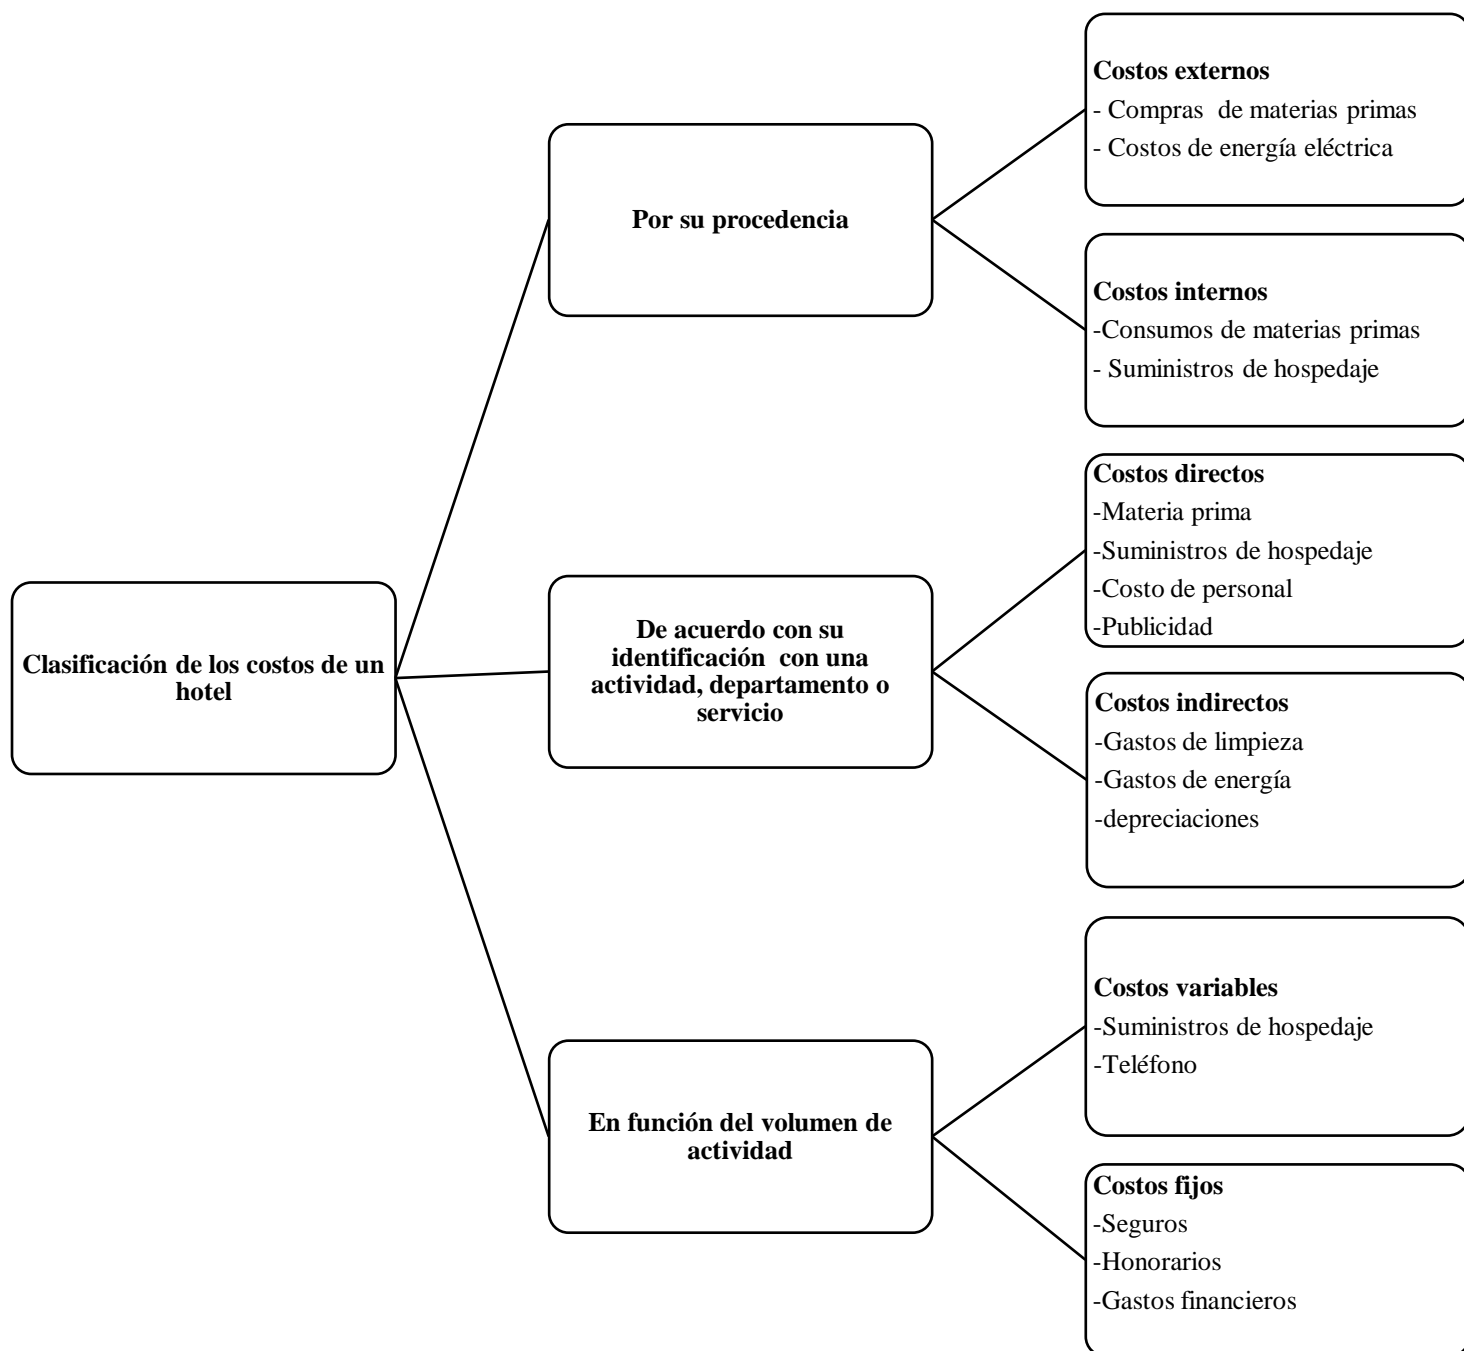 Clasificación de los costos de un
hotel
Por su procedencia
Costos externos
- Compras  de materias primas
- Costos de energía eléctrica
Costos internos
-Consumos de materias primas
- Suministros de hospedaje
De acuerdo con su
identificación  con una
actividad, departamento o
servicio
Costos directos
-Materia prima
-Suministros de hospedaje
-Costo de personal
-Publicidad
Costos indirectos
-Gastos de limpieza
-Gastos de energía
-depreciaciones
En función del volumen de
actividad
Costos variables
-Suministros de hospedaje
-Teléfono
Costos fijos
-Seguros
-Honorarios
-Gastos financieros